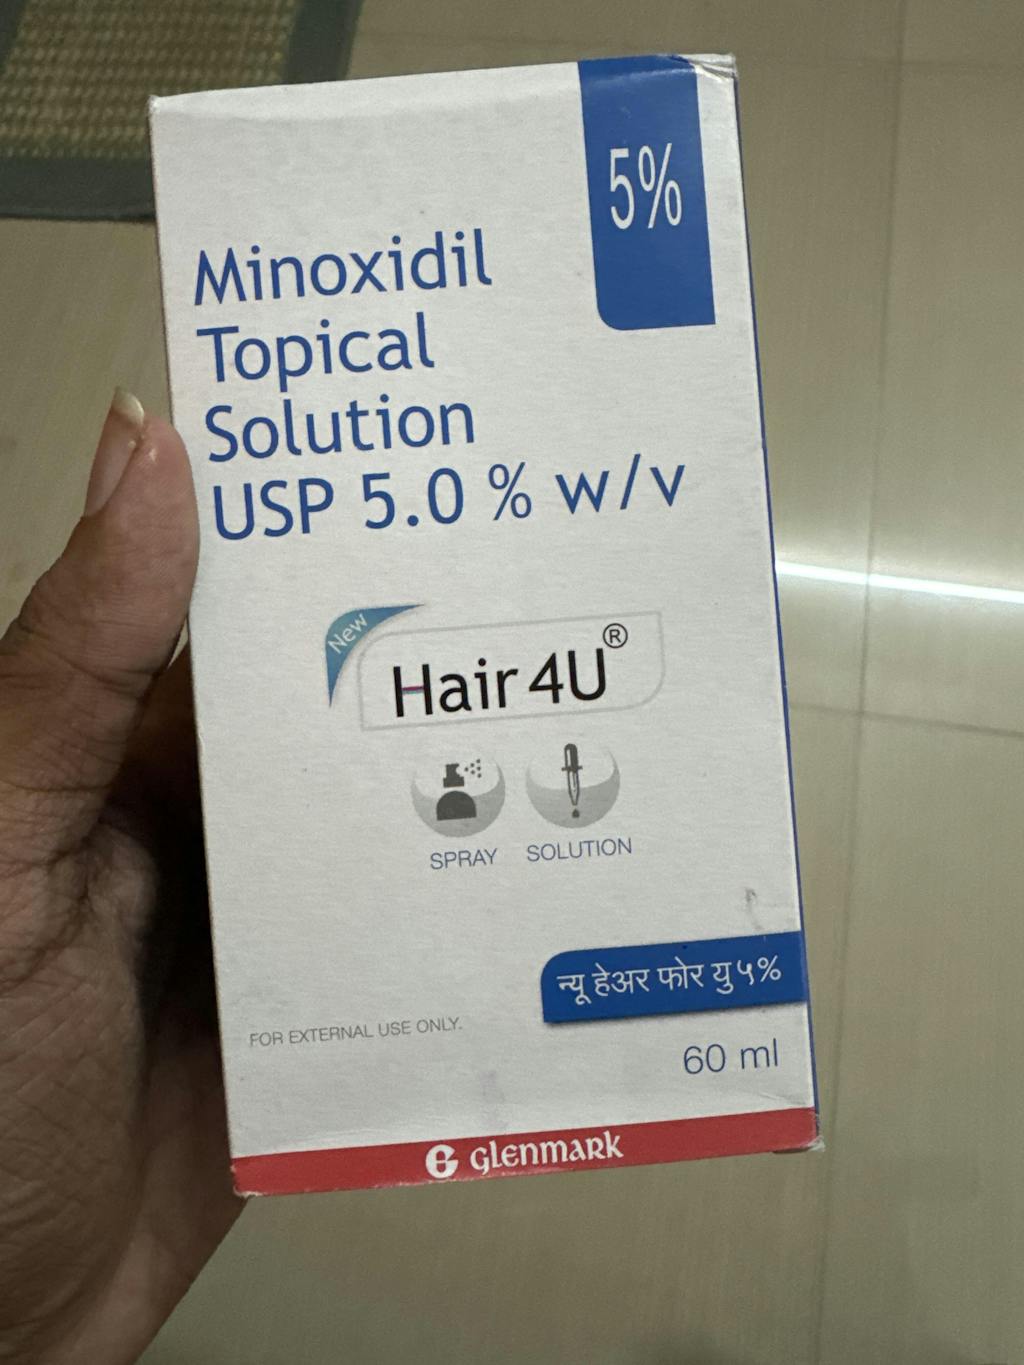 5%
Minoxidil
Topical
Solution
USP 5.0 % w/v
New
Hair 4U®
SPRAY SOLUTION
न्यू हेअर फोर यु ५%
FOR EXTERNAL USE ONLY.
60 ml
G glenmark